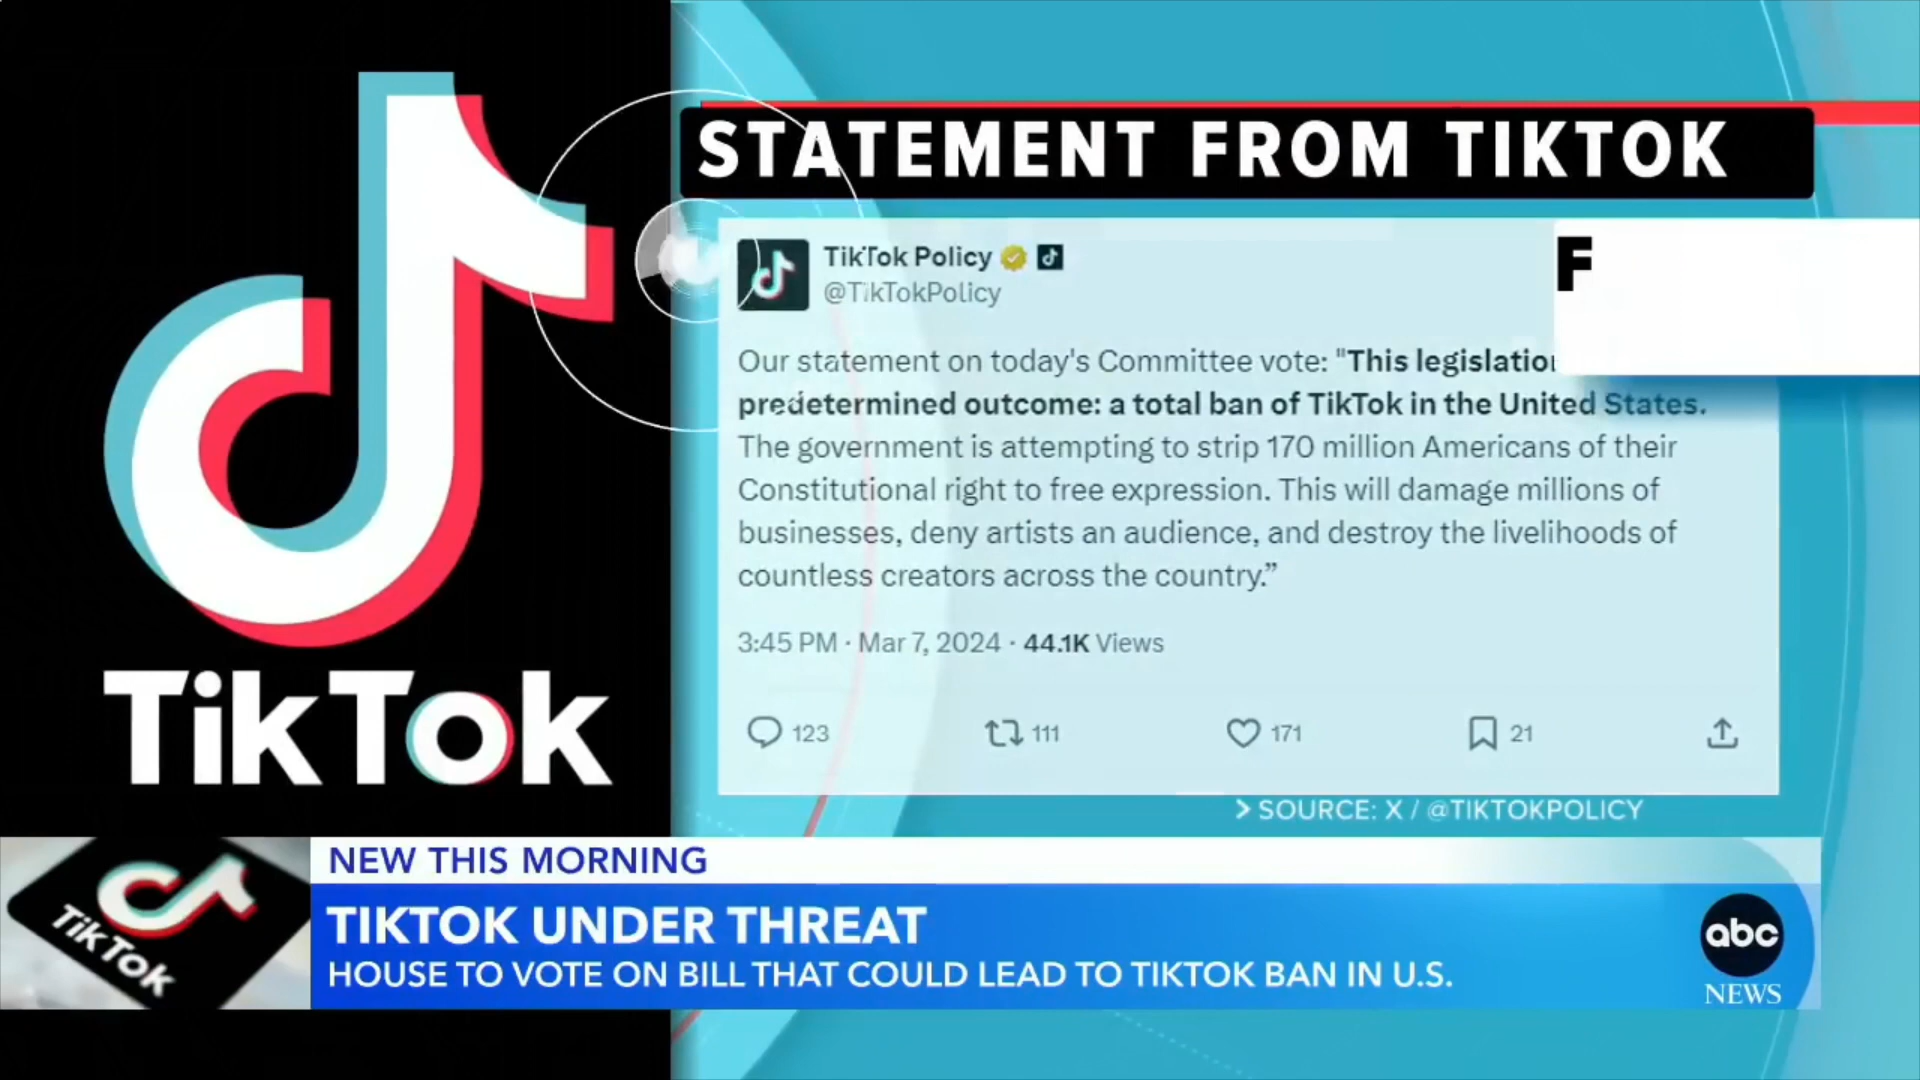 STATEMENT FROM TIKTOK
TikTok Policy
@TikTokPolicy
F
Our statement on today's Committee vote: "This
predetermined outcome: a total ban of TikTok in the United States.
The government is attempting to strip 170 million Americans of their
Constitutional right to free expression. This will damage millions of
businesses, deny artists an audience, and destroy the livelihoods of
countless creators across the country.”
3:45 PM · Mar 7, 2024 · 44.1K Views
123 111 171 21
> SOURCE: X / @TIKTOKPOLICY
TikTok
TikTok
NEW THIS MORNING
TIKTOK UNDER THREAT
HOUSE TO VOTE ON BILL THAT COULD LEAD TO TIKTOK BAN IN U.S.
abc
NEWS